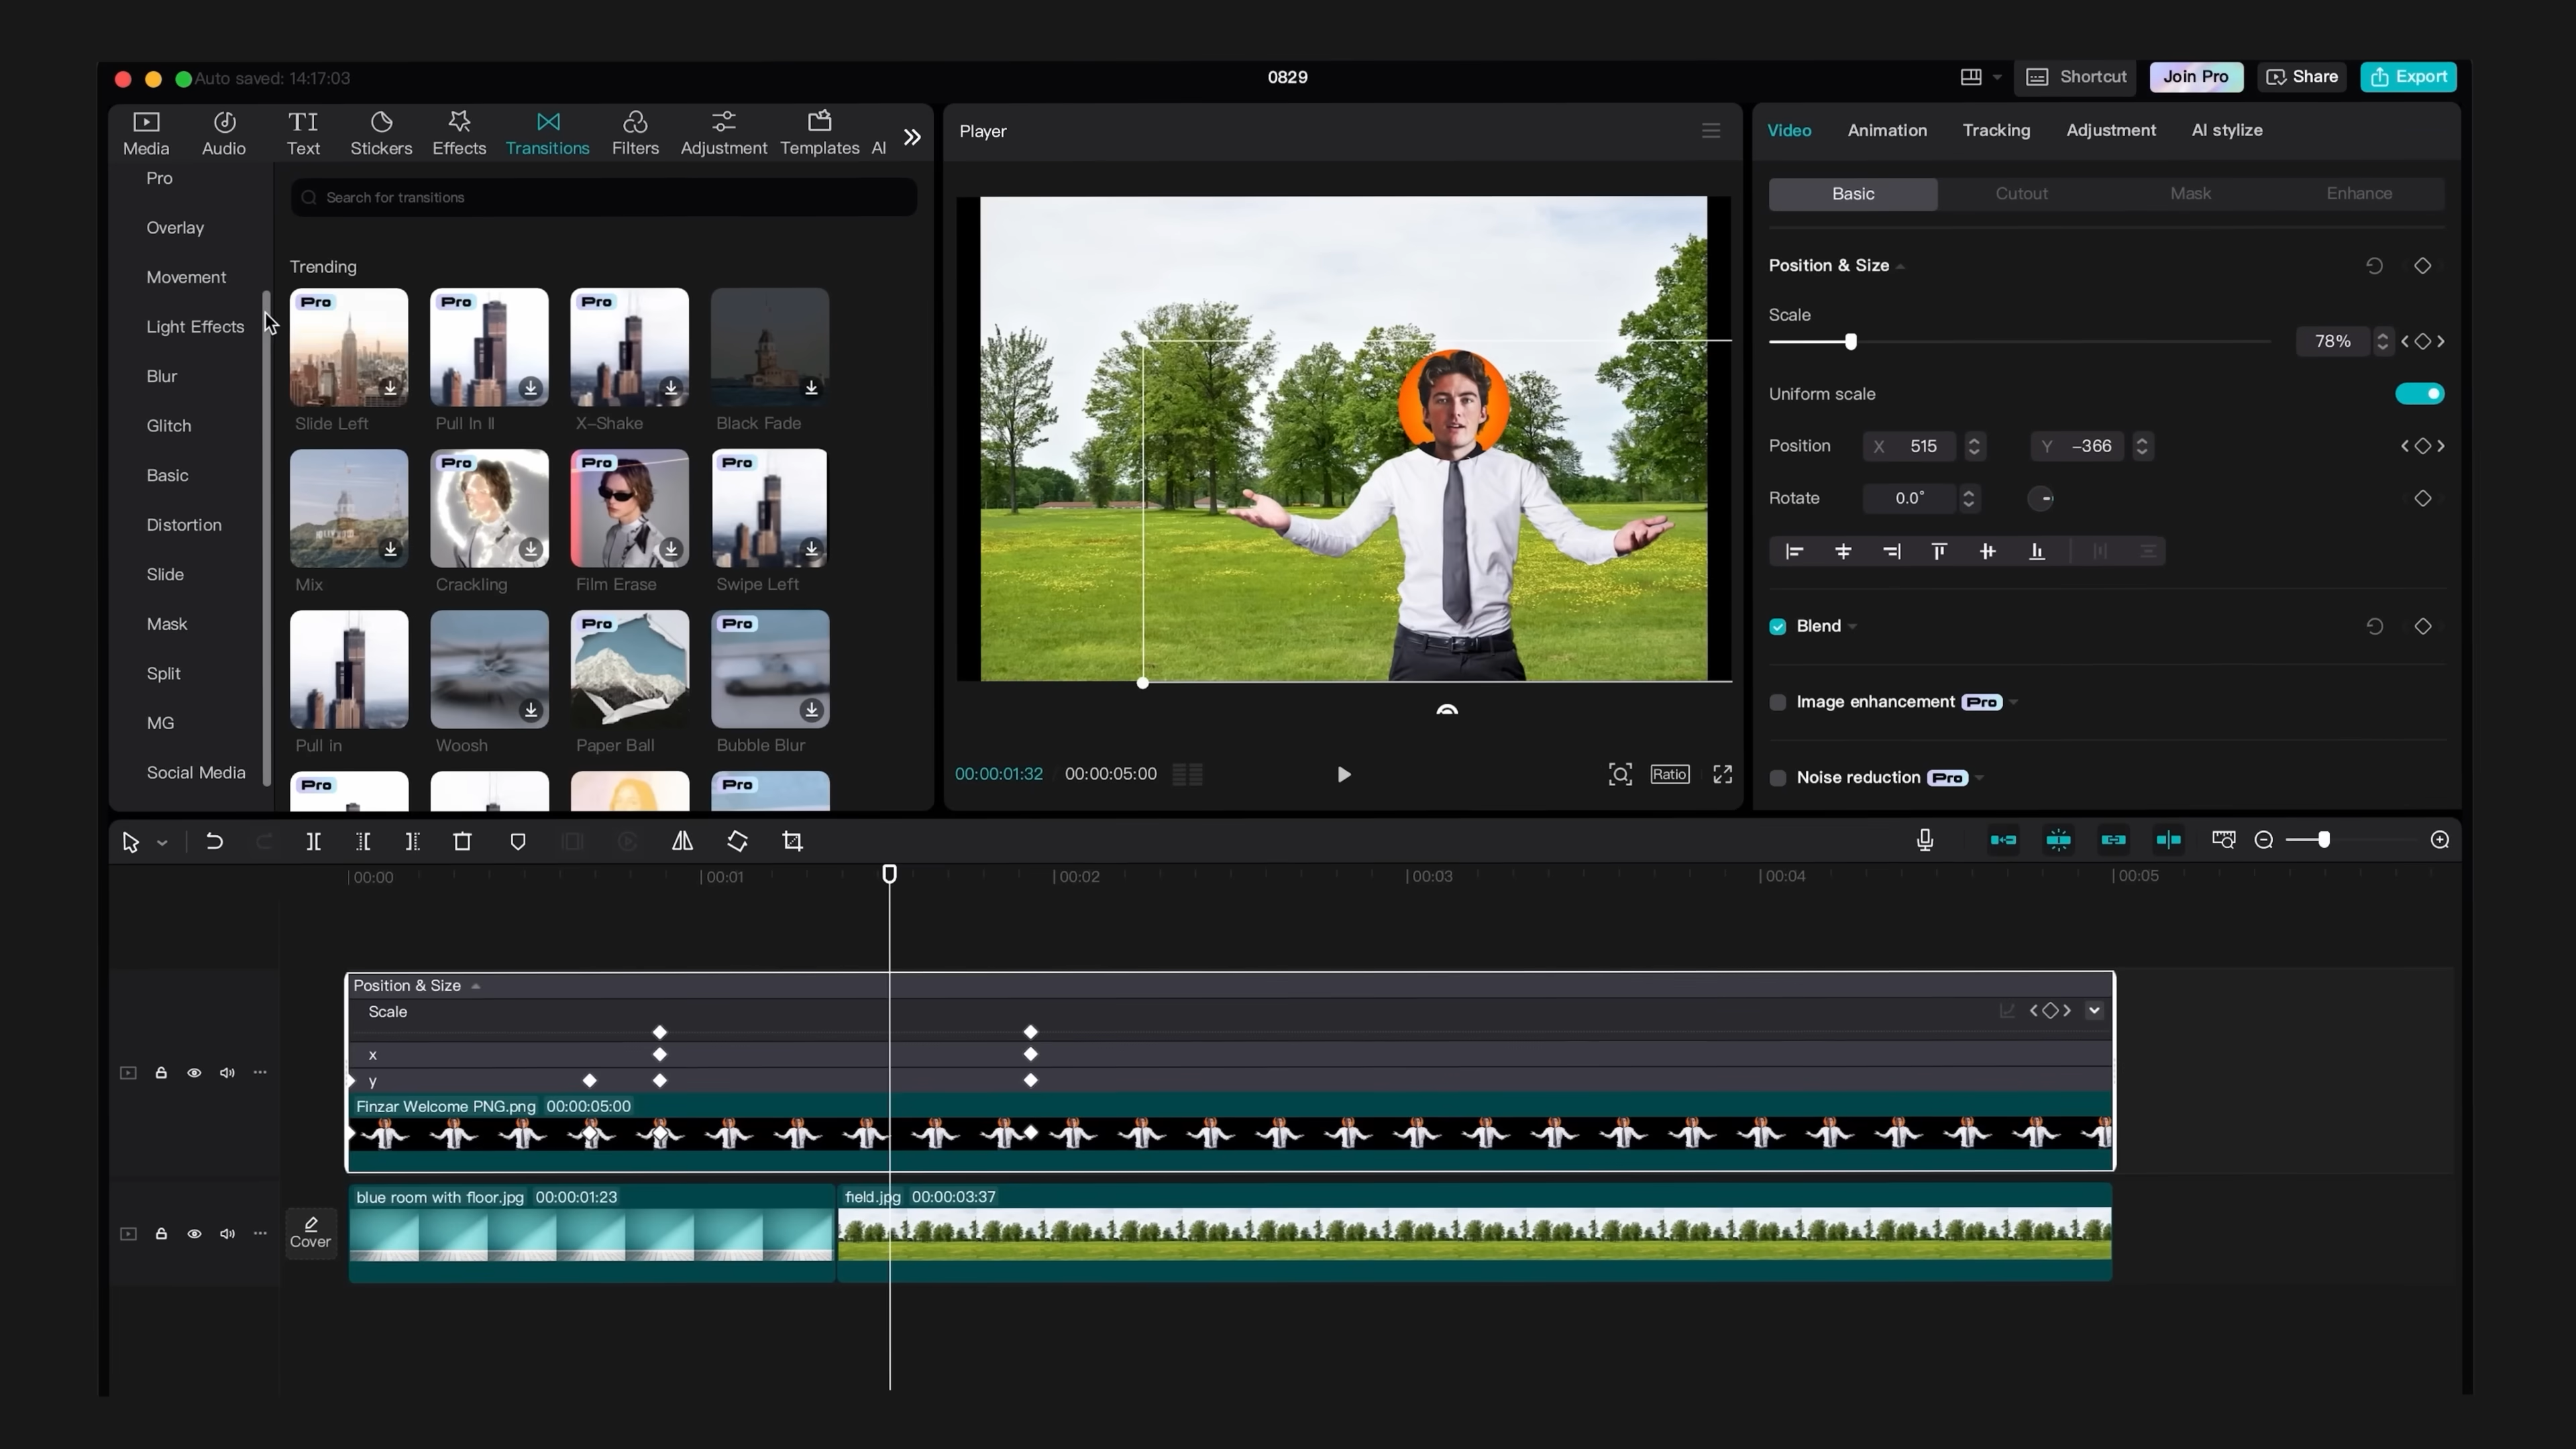 Auto saved: 14:17:03
0829
Shortcut
Join Pro
Share
Export
Media
Audio
TI
Text
Stickers
Effects
Transitions
Filters
Adjustment
Templates
AI
Pro
Overlay
Movement
Light Effects
Blur
Glitch
Basic
Distortion
Slide
Mask
Split
MG
Social Media
Search for transitions
Trending
Pro
Pro
Pro
Slide Left
Pull In II
X-Shake
Black Fade
Pro
Pro
Pro
Mix
Crackling
Film Erase
Swipe Left
Pro
Pro
Pull in
Woosh
Paper Ball
Bubble Blur
Pro
Pro
Player
00:00:01:32 / 00:00:05:00
Ratio
Video
Animation
Tracking
Adjustment
AI stylize
Basic
Cutout
Mask
Enhance
Position & Size
Scale
78%
Uniform scale
Position X 515 Y -366
Rotate 0.0°
Blend
Image enhancement Pro
Noise reduction Pro
00:00
00:01
00:02
00:03
00:04
00:05
Position & Size
Scale
x
y
Finzar Welcome PNG.png 00:00:05:00
Cover
blue room with floor.jpg 00:00:01:23
field.jpg 00:00:03:37